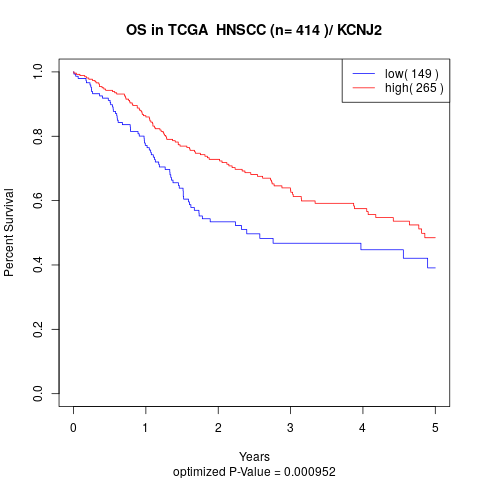 OS in TCGA  HNSCC (n= 414 )/ KCNJ2
low( 149 )
high( 265 )
Percent Survival
1.0
0.8
0.6
0.4
0.2
0.0
0 1 2 3 4 5
Years
optimized P-Value = 0.000952